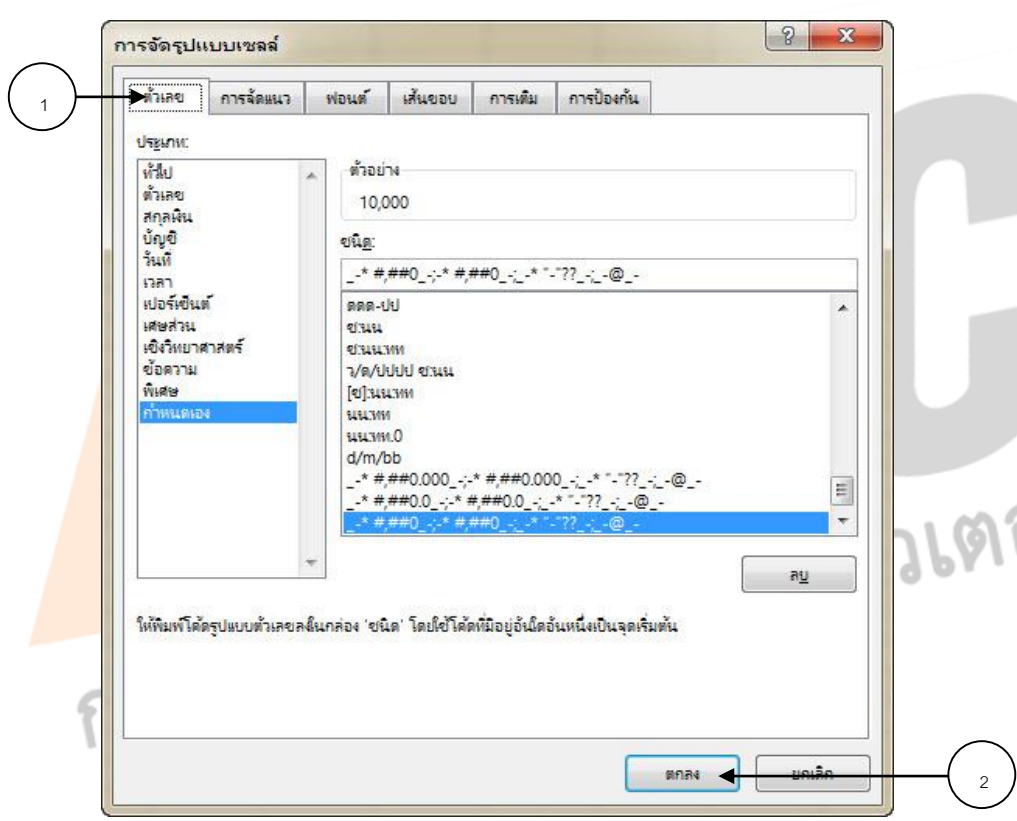 การจัดรูปแบบเซลล์
1
ตัวเลข การจัดแนว ฟอนต์ เส้นขอบ การเติม การป้องกัน
ประเภท:
ทั่วไป
ตัวเลข
สกุลเงิน
บัญชี
วันที่
เวลา
เปอร์เซ็นต์
เศษส่วน
เชิงวิทยาศาสตร์
ข้อความ
พิเศษ
กำหนดเอง
ตัวอย่าง
10,000
ชนิด:
_-* #,##0_-;-* #,##0_-;_-* "-"??_-;_-@_-
ดดด-ปป
ช:นน
ช:นน:ทท
ว/ด/ปปปป ช:นน
[ช]:นน:ทท
นน:ทท
นน:ทท.0
d/m/bb
_-* #,##0.000_-;-* #,##0.000_-;_-* "-"??_-;_-@_-
_-* #,##0.0_-;-* #,##0.0_-;_-* "-"??_-;_-@_-
_-* #,##0_-;-* #,##0_-;_-* "-"??_-;_-@_-
ลบ
ให้พิมพ์โค้ดรูปแบบตัวเลขลงในกล่อง 'ชนิด' โดยใช้โค้ดที่มีอยู่อันใดอันหนึ่งเป็นจุดเริ่มต้น
ตกลง ยกเลิก
2